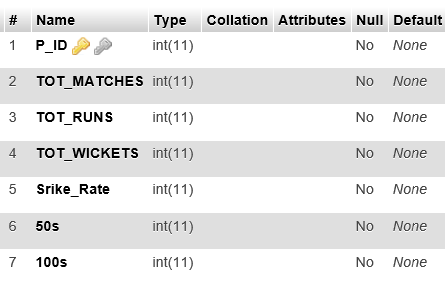 # Name Type Collation Attributes Null Default
1 P_ID int(11) No None
2 TOT_MATCHES int(11) No None
3 TOT_RUNS int(11) No None
4 TOT_WICKETS int(11) No None
5 Srike_Rate int(11) No None
6 50s int(11) No None
7 100s int(11) No None